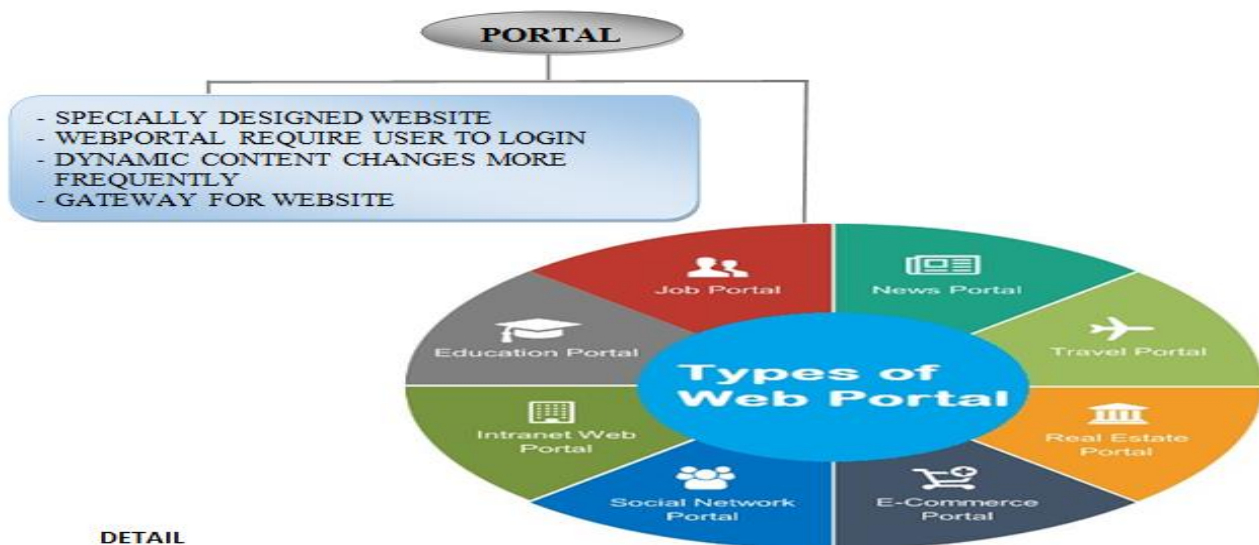 PORTAL
- SPECIALLY DESIGNED WEBSITE
- WEBPORTAL REQUIRE USER TO LOGIN
- DYNAMIC CONTENT CHANGES MORE
FREQUENTLY
- GATEWAY FOR WEBSITE
Job Portal
News Portal
Education Portal
Travel Portal
Types of
Web Portal
Intranet Web
Portal
Real Estate
Portal
Social Network
Portal
E-Commerce
Portal
DETAIL